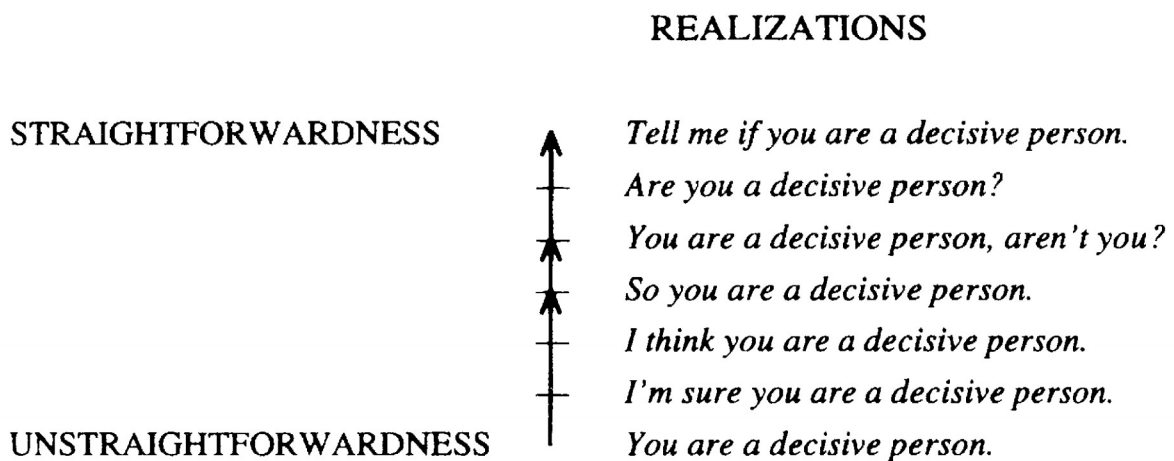 REALIZATIONS
STRAIGHTFORWARDNESS Tell me if you are a decisive person.
Are you a decisive person?
You are a decisive person, aren't you?
So you are a decisive person.
I think you are a decisive person.
I'm sure you are a decisive person.
UNSTRAIGHTFORWARDNESS You are a decisive person.